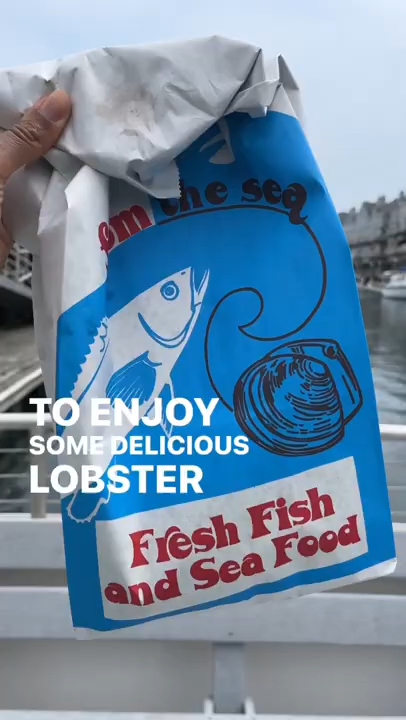 om the sea
TO ENJOY
SOME DELICIOUS
LOBSTER
Fresh Fish
and Sea Food